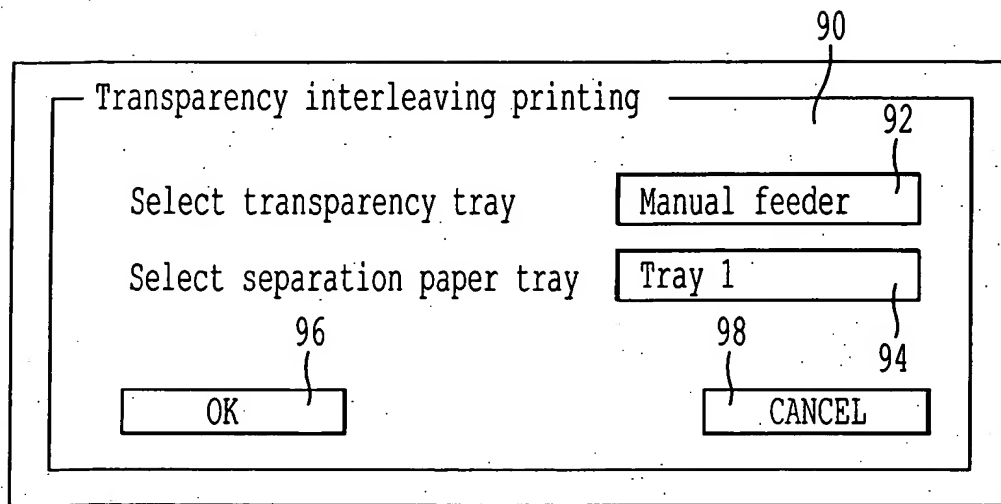 90
Transparency interleaving printing
92
Select transparency tray Manual feeder
Select separation paper tray Tray 1
96 98 94
OK CANCEL